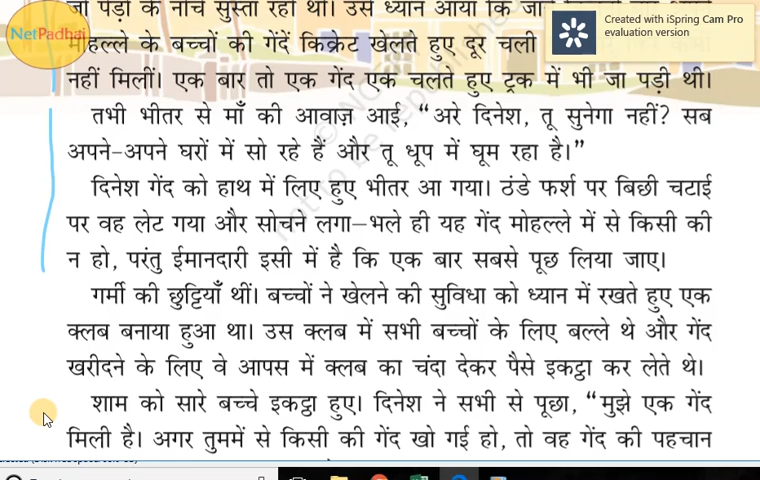 जा पेड़ों के नीचे सुस्ता रही थी। उसे ध्यान आया कि
NetPadhai
Created with iSpring Cam Pro
evaluation version
मोहल्ले के बच्चों की गेंदें क्रिकेट खेलते हुए दूर चली
नहीं मिलीं। एक बार तो एक गेंद एक चलते हुए ट्रक में भी जा पड़ी थी।
तभी भीतर से माँ की आवाज़ आई, “अरे दिनेश, तू सुनेगा नहीं? सब
अपने-अपने घरों में सो रहे हैं और तू धूप में घूम रहा है।”
दिनेश गेंद को हाथ में लिए हुए भीतर आ गया। ठंडे फ़र्श पर बिछी चटाई
पर वह लेट गया और सोचने लगा–भले ही यह गेंद मोहल्ले में से किसी की
न हो, परंतु ईमानदारी इसी में है कि एक बार सबसे पूछ लिया जाए।
गर्मी की छुट्टियाँ थीं। बच्चों ने खेलने की सुविधा को ध्यान में रखते हुए एक
क्लब बनाया हुआ था। उस क्लब में सभी बच्चों के लिए बल्ले थे और गेंद
खरीदने के लिए वे आपस में क्लब का चंदा देकर पैसे इकट्ठा कर लेते थे।
शाम को सारे बच्चे इकट्ठा हुए। दिनेश ने सभी से पूछा, “मुझे एक गेंद
मिली है। अगर तुममें से किसी की गेंद खो गई हो, तो वह गेंद की पहचान